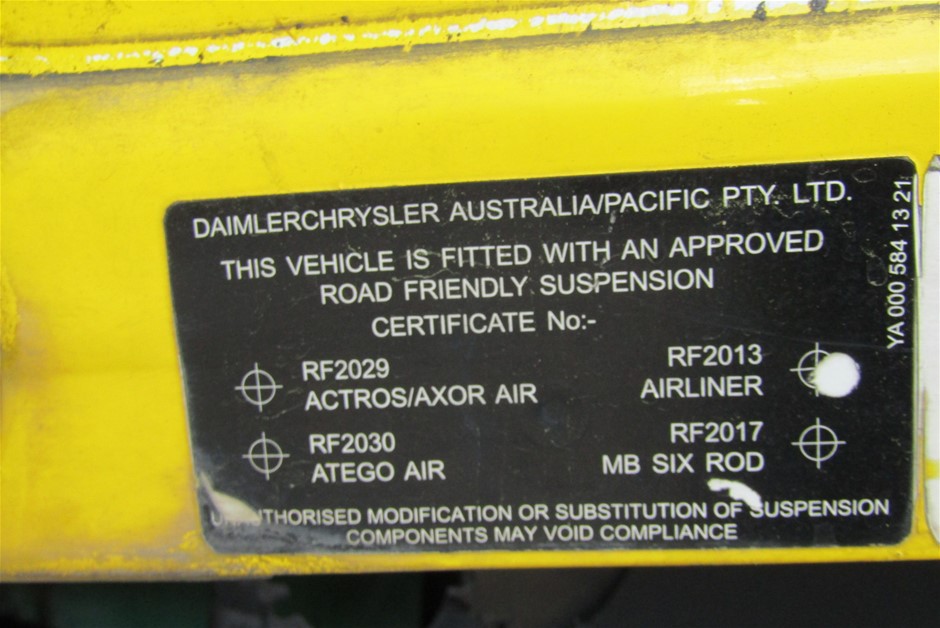 DAIMLERCHRYSLER AUSTRALIA/PACIFIC PTY. LTD.
THIS VEHICLE IS FITTED WITH AN APPROVED
ROAD FRIENDLY SUSPENSION
CERTIFICATE No:-
RF2029
ACTROS/AXOR AIR
RF2013
AIRLINER
RF2030
ATEGO AIR
RF2017
MB SIX ROD
UNAUTHORISED MODIFICATION OR SUBSTITUTION OF SUSPENSION
COMPONENTS MAY VOID COMPLIANCE
YA 000 584 13 21